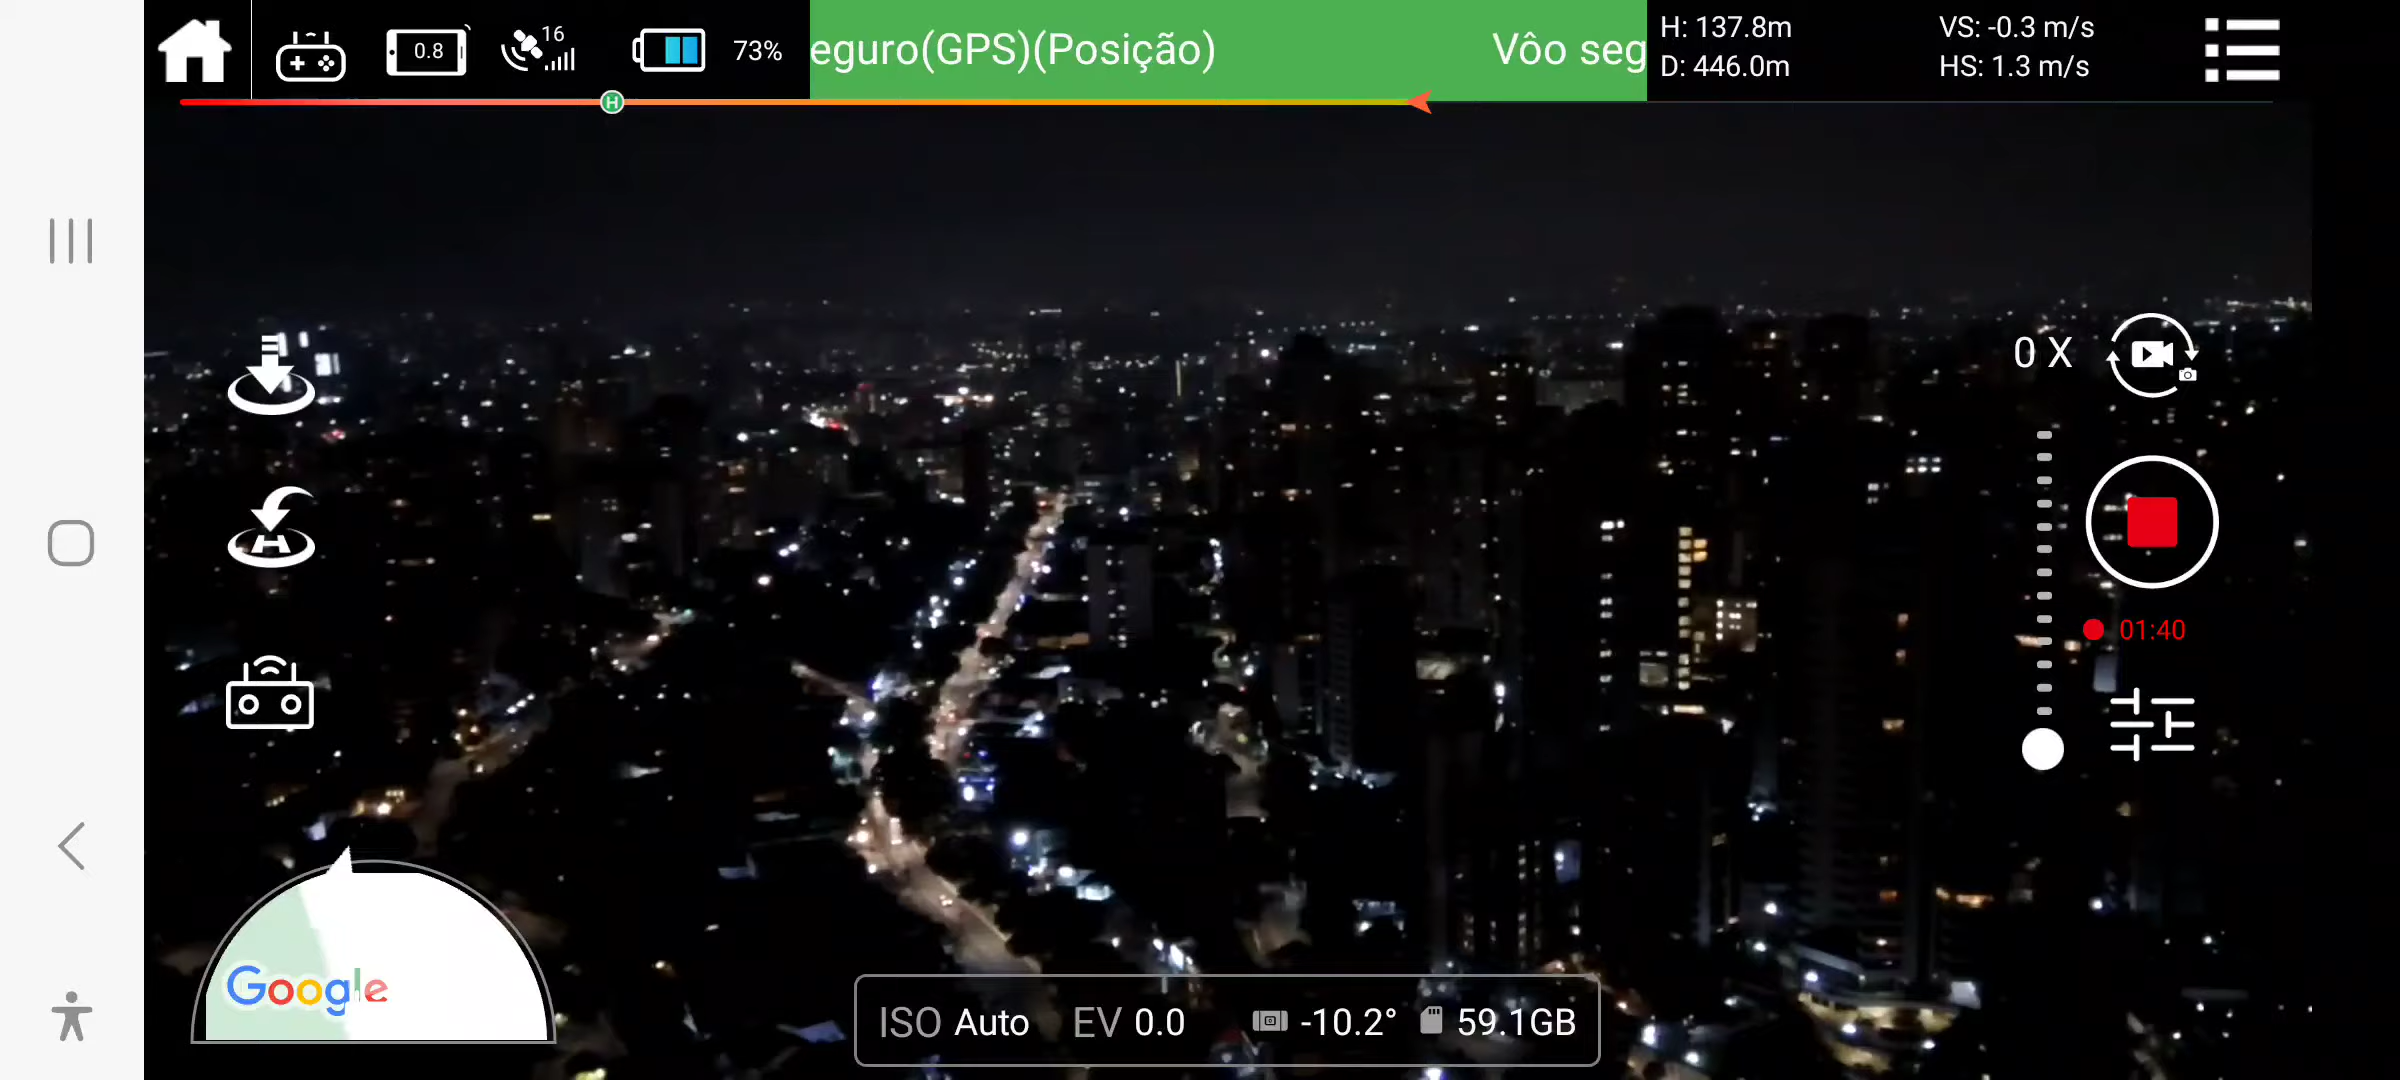 0.8
16
73%
eguro(GPS)(Posição)
Vôo seg
H: 137.8m
VS: -0.3 m/s
D: 446.0m
HS: 1.3 m/s
H
0 X
01:40
H
Google
ISO Auto EV 0.0 -10.2° 59.1GB